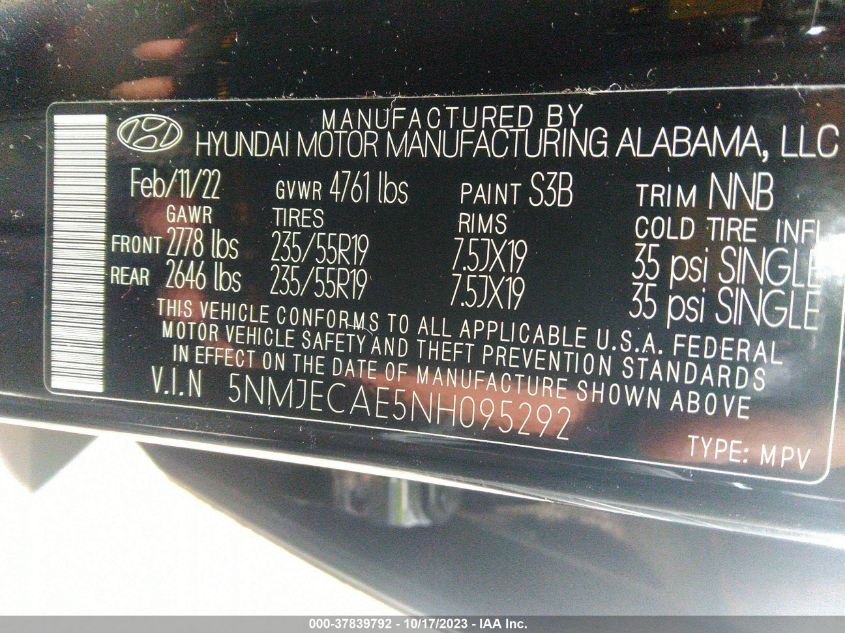 MANUFACTURED BY
HYUNDAI MOTOR MANUFACTURING ALABAMA, LLC
Feb/11/22 GVWR 4761 lbs PAINT S3B TRIM NNB
GAWR TIRES RIMS COLD TIRE INFL
FRONT 2778 lbs 235/55R19 7.5JX19 35 psi SINGLE
REAR 2646 lbs 235/55R19 7.5JX19 35 psi SINGLE
THIS VEHICLE CONFORMS TO ALL APPLICABLE U.S.A. FEDERAL
MOTOR VEHICLE SAFETY AND THEFT PREVENTION STANDARDS
IN EFFECT ON THE DATE OF MANUFACTURE SHOWN ABOVE
V.I.N 5NMJECAE5NH095292
TYPE: MPV
000-37839792 - 10/17/2023 - IAA Inc.